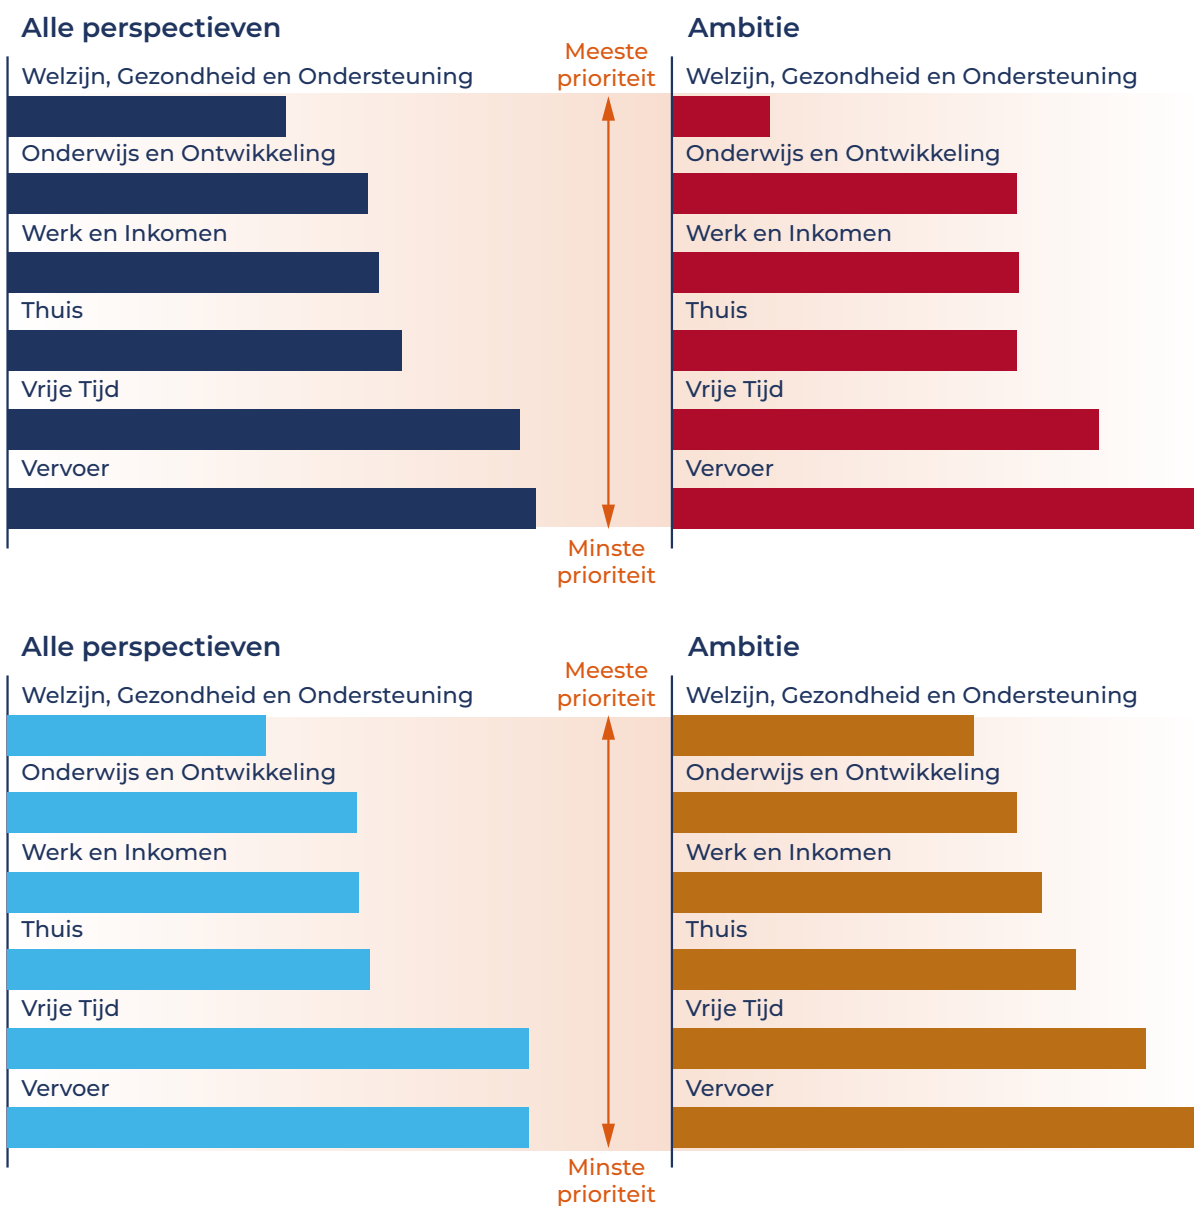 Alle perspectieven
Welzijn, Gezondheid en Ondersteuning
Onderwijs en Ontwikkeling
Werk en Inkomen
Thuis
Vrije Tijd
Vervoer
Meeste
prioriteit
Minste
prioriteit
Ambitie
Welzijn, Gezondheid en Ondersteuning
Onderwijs en Ontwikkeling
Werk en Inkomen
Thuis
Vrije Tijd
Vervoer
Alle perspectieven
Welzijn, Gezondheid en Ondersteuning
Onderwijs en Ontwikkeling
Werk en Inkomen
Thuis
Vrije Tijd
Vervoer
Meeste
prioriteit
Minste
prioriteit
Ambitie
Welzijn, Gezondheid en Ondersteuning
Onderwijs en Ontwikkeling
Werk en Inkomen
Thuis
Vrije Tijd
Vervoer